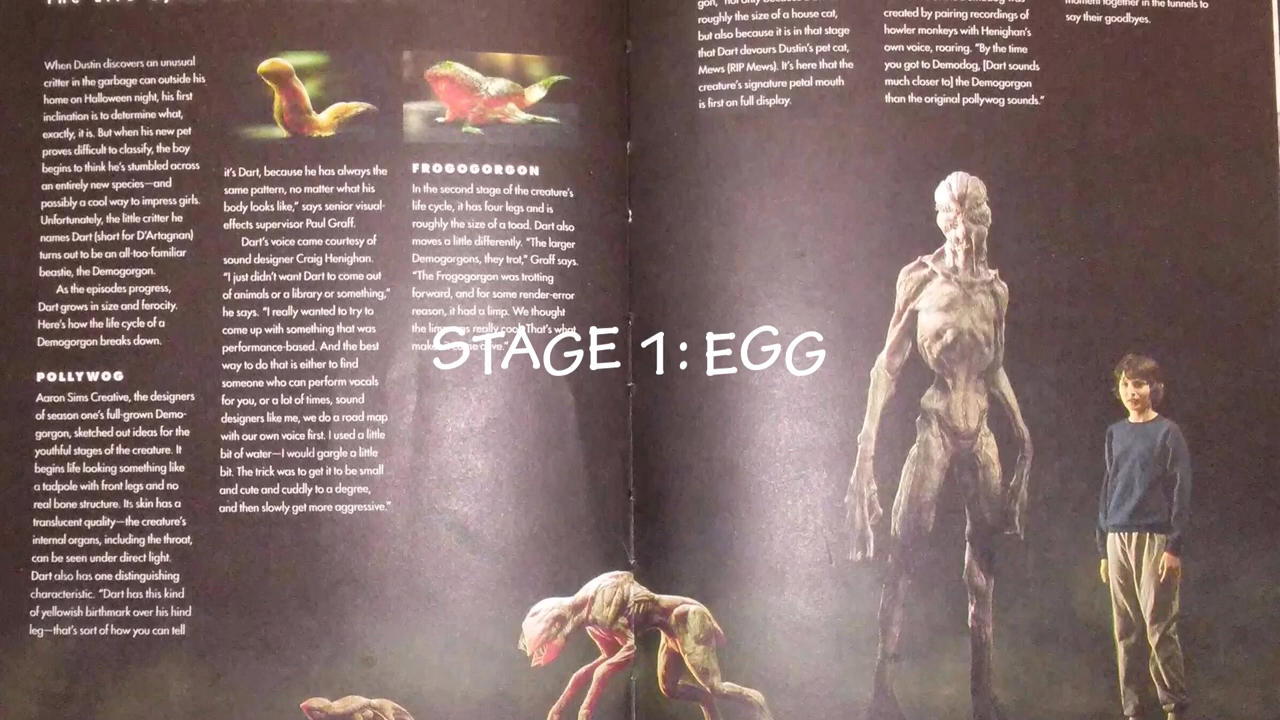 When Dustin discovers an unusual
critter in the garbage can outside his
home on Halloween night, his first
inclination is to determine what,
exactly, it is. But when his new pet
proves difficult to classify, the boy
begins to think he's stumbled across
an entirely new species—and
possibly a cool way to impress girls.
Unfortunately, the little critter he
names Dart (short for D'Artagnan)
turns out to be an all-too-familiar
beastie, the Demogorgon.
As the episodes progress,
Dart grows in size and ferocity.
Here's how the life cycle of a
Demogorgon breaks down.
POLLYWOG
Aaron Sims Creative, the designers
of season one's full-grown Demo-
gorgon, sketched out ideas for the
youthful stages of the creature. It
begins life looking something like
a tadpole with front legs and no
real bone structure. Its skin has a
translucent quality—the creature's
internal organs, including the throat,
can be seen under direct light.
Dart also has one distinguishing
characteristic. "Dart has this kind
of yellowish birthmark over his hind
leg—that's sort of how you can tell
it's Dart, because he has always the
same pattern, no matter what his
body looks like," says senior visual-
effects supervisor Paul Graff.
Dart's voice came courtesy of
sound designer Craig Henighan.
"I just didn't want Dart to come out
of animals or a library or something,"
he says. "I really wanted to try to
come up with something that was
performance-based. And the best
way to do that is either to find
someone who can perform vocals
for you, or a lot of times, sound
designers like me, we do a road map
with our own voice first. I used a little
bit of water—I would gargle a little
bit. The trick was to get it to be small
and cute and cuddly to a degree,
and then slowly get more aggressive."
FROGOGORGON
In the second stage of the creature's
life cycle, it has four legs and is
roughly the size of a toad. Dart also
moves a little differently. "The larger
Demogorgons, they trot," Graff says.
"The Frogogorgon was trotting
forward, and for some render-error
reason, it had a limp. We thought
the really cool. That's what
STAGE 1: EGG
roughly the size of a house cat,
but also because it is in that stage
that Dart devours Dustin's pet cat,
Mews (RIP Mews). It's here that the
creature's signature petal mouth
is first on full display.
created by pairing recordings of
howler monkeys with Henighan's
own voice, roaring. "By the time
you got to Demodog, [Dart sounds
much closer to] the Demogorgon
than the original pollywog sounds."
moment together in the tunnels to
say their goodbyes.